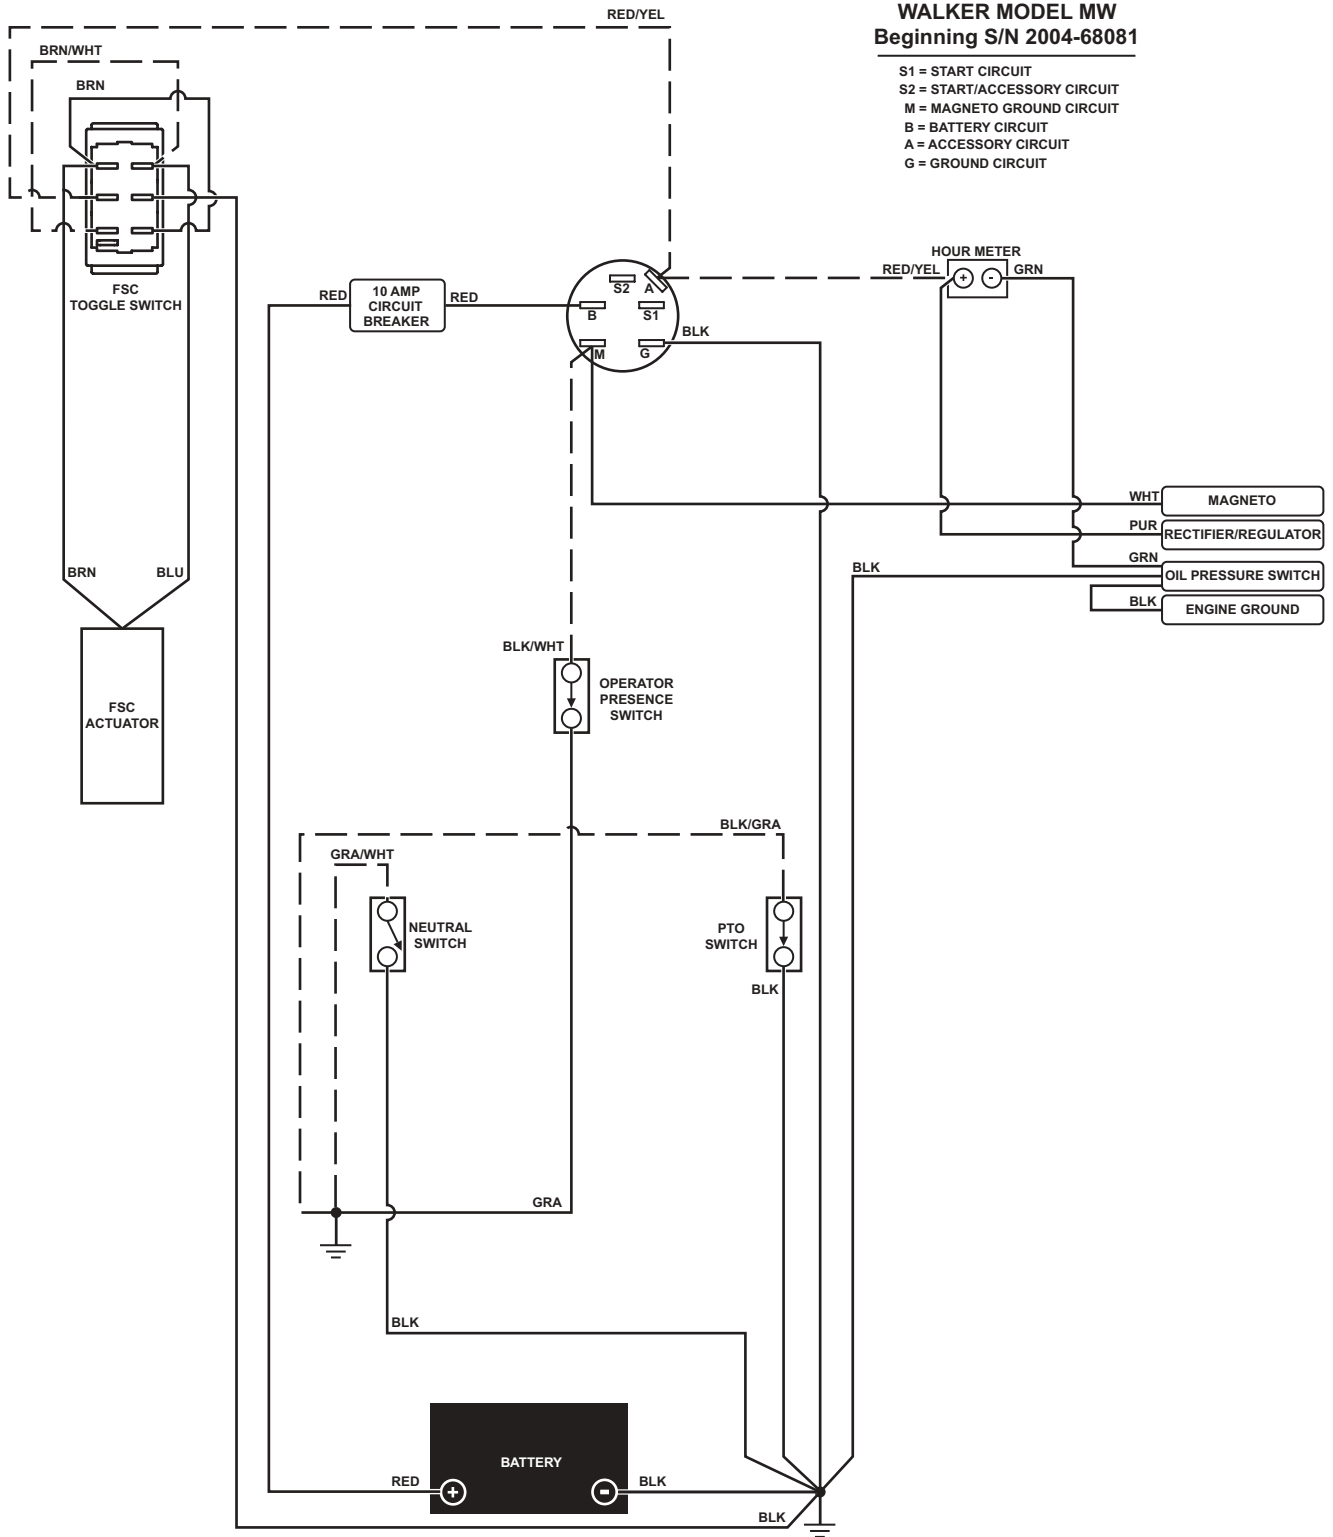 WALKER MODEL MW
Beginning S/N 2004-68081
S1 = START CIRCUIT
S2 = START/ACCESSORY CIRCUIT
M = MAGNETO GROUND CIRCUIT
B = BATTERY CIRCUIT
A = ACCESSORY CIRCUIT
G = GROUND CIRCUIT
RED/YEL
BRN/WHT
BRN
FSC
TOGGLE SWITCH
RED
10 AMP
CIRCUIT
BREAKER
RED
S2
A
B
S1
M
G
BLK
HOUR METER
RED/YEL
+
-
GRN
WHT
MAGNETO
PUR
RECTIFIER/REGULATOR
GRN
BLK
OIL PRESSURE SWITCH
BLK
ENGINE GROUND
BRN
BLU
FSC
ACTUATOR
BLK/WHT
OPERATOR
PRESENCE
SWITCH
BLK/GRA
GRA/WHT
NEUTRAL
SWITCH
PTO
SWITCH
BLK
GRA
BLK
BATTERY
RED
+
-
BLK
BLK